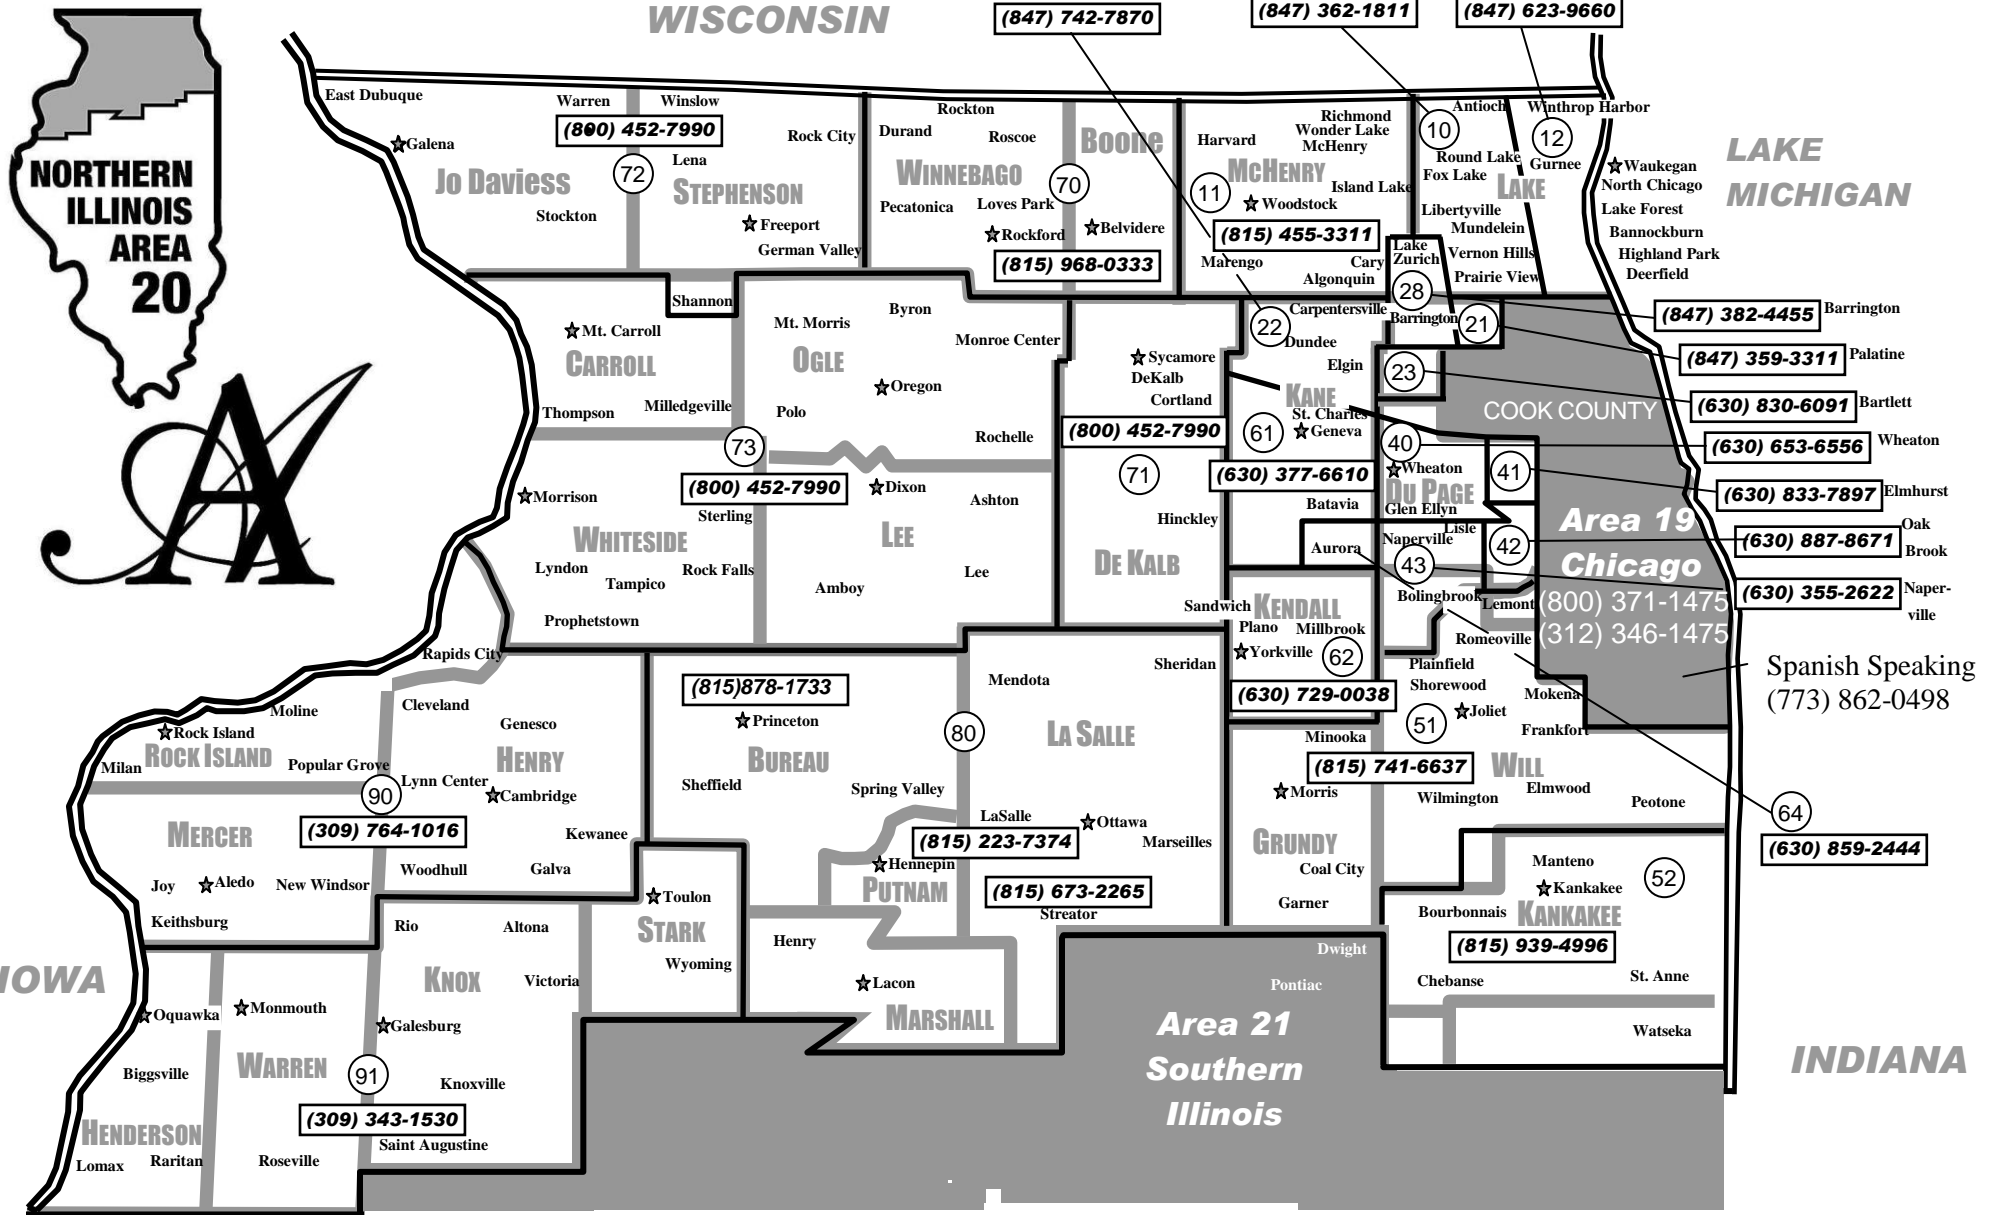 WISCONSIN
(847) 742-7870
(847) 362-1811
(847) 623-9660
NORTHERN
ILLINOIS
AREA
20
AA
LAKE
MICHIGAN
IOWA
INDIANA
East Dubuque
Galena
Jo Daviess
Stockton
Warren
Winslow
(800) 452-7990
72
Lena
Rock City
STEPHENSON
Freeport
German Valley
Rockton
Durand
Roscoe
WINNEBAGO
Pecatonica
Loves Park
Rockford
70
Boone
Belvidere
(815) 968-0333
Harvard
Richmond
Wonder Lake
McHenry
MCHENRY
11
Island Lake
Woodstock
(815) 455-3311
Marengo
Cary
Algonquin
10
Antioch
Winthrop Harbor
12
Round Lake
Gurnee
Fox Lake
LAKE
Waukegan
North Chicago
Libertyville
Lake Forest
Mundelein
Bannockburn
Lake
Zurich
Vernon Hills
Highland Park
Prairie View
Deerfield
28
Shannon
Mt. Carroll
CARROLL
Thompson
Milledgeville
Mt. Morris
Byron
OGLE
Monroe Center
Oregon
Polo
Rochelle
73
(800) 452-7990
Sycamore
DeKalb
Cortland
(800) 452-7990
71
Hinckley
DE KALB
22
Carpentersville
Dundee
Elgin
KANE
St. Charles
61
Geneva
(630) 377-6610
Batavia
Aurora
Barrington
21
23
COOK COUNTY
40
Wheaton
DU PAGE
41
Glen Ellyn
Lisle
Naperville
42
43
Bolingbrook
Lemont
Area 19
Chicago
(800) 371-1475
(312) 346-1475
(847) 382-4455 Barrington
(847) 359-3311 Palatine
(630) 830-6091 Bartlett
(630) 653-6556 Wheaton
(630) 833-7897 Elmhurst
(630) 887-8671 Oak
Brook
(630) 355-2622 Naper-
ville
Spanish Speaking
(773) 862-0498
Morrison
Sterling
WHITESIDE
Lyndon
Tampico
Rock Falls
Prophetstown
Dixon
Ashton
LEE
Amboy
Lee
Sandwich
KENDALL
Plano
Millbrook
Yorkville
62
(630) 729-0038
Romeoville
Plainfield
Shorewood
Mokena
51
Joliet
Frankfort
Rapids City
Moline
Rock Island
ROCK ISLAND
Milan
Popular Grove
Cleveland
Genesco
HENRY
Lynn Center
Cambridge
90
(309) 764-1016
Kewanee
Woodhull
Galva
MERCER
Joy
Aledo
New Windsor
Keithsburg
(815)878-1733
Princeton
BUREAU
Sheffield
Spring Valley
80
Mendota
Sheridan
LA SALLE
LaSalle
Ottawa
Marseilles
(815) 223-7374
Hennepin
PUTNAM
(815) 673-2265
Streator
Minooka
(815) 741-6637
WILL
Morris
Wilmington
Elmwood
Peotone
GRUNDY
Coal City
Garner
64
(630) 859-2444
Manteno
52
Kankakee
Bourbonnais
KANKAKEE
(815) 939-4996
Chebanse
St. Anne
Watseka
Toulon
STARK
Wyoming
Henry
Lacon
MARSHALL
Rio
Altona
KNOX
Victoria
Galesburg
Knoxville
Saint Augustine
Oquawka
Monmouth
WARREN
91
Biggsville
(309) 343-1530
HENDERSON
Lomax
Raritan
Roseville
Dwight
Pontiac
Area 21
Southern
Illinois